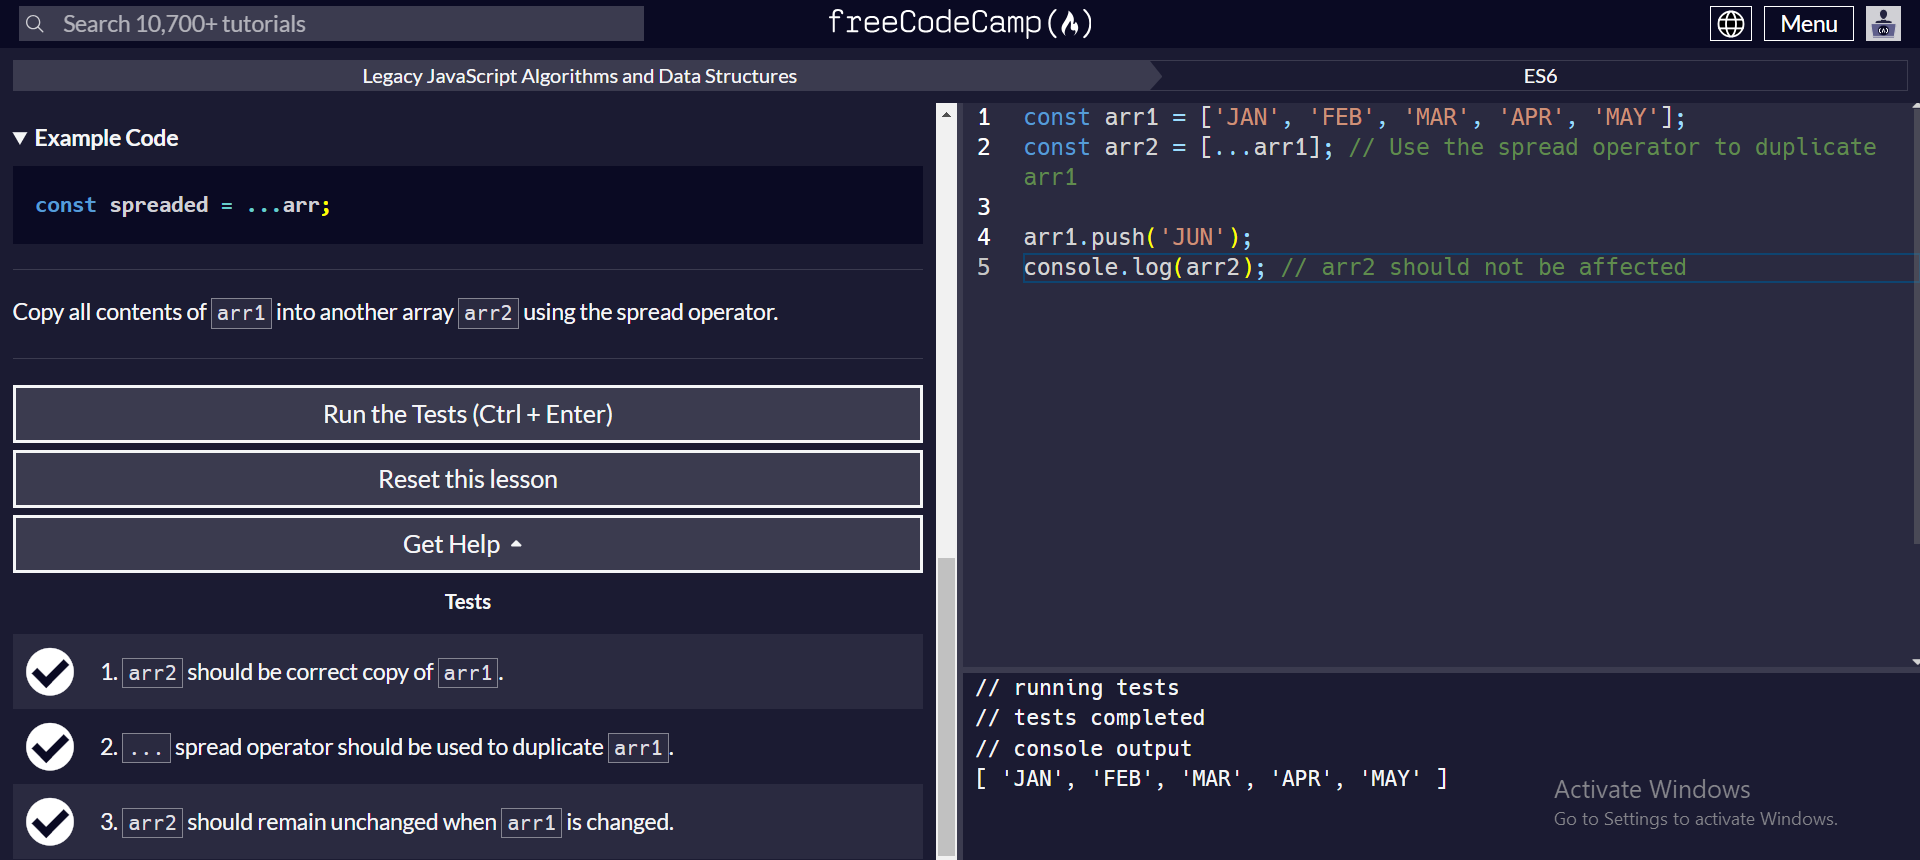 Search 10,700+ tutorials
freeCodeCamp
Menu
Legacy JavaScript Algorithms and Data Structures
ES6
Example Code
const spreaded = ...arr;
Copy all contents of arr1 into another array arr2 using the spread operator.
Run the Tests (Ctrl + Enter)
Reset this lesson
Get Help
Tests
1. arr2 should be correct copy of arr1.
2. ... spread operator should be used to duplicate arr1.
3. arr2 should remain unchanged when arr1 is changed.
1 const arr1 = ['JAN', 'FEB', 'MAR', 'APR', 'MAY'];
2 const arr2 = [...arr1]; // Use the spread operator to duplicate
arr1
3
4 arr1.push('JUN');
5 console.log(arr2); // arr2 should not be affected
// running tests
// tests completed
// console output
[ 'JAN', 'FEB', 'MAR', 'APR', 'MAY' ]
Activate Windows
Go to Settings to activate Windows.